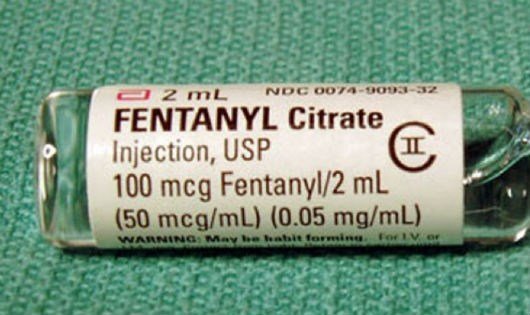 2 mL NDC 0074-9093-32
FENTANYL Citrate
CII
Injection, USP
100 mcg Fentanyl/2 mL
(50 mcg/mL) (0.05 mg/mL)
WARNING: May be habit forming. For I.V. or